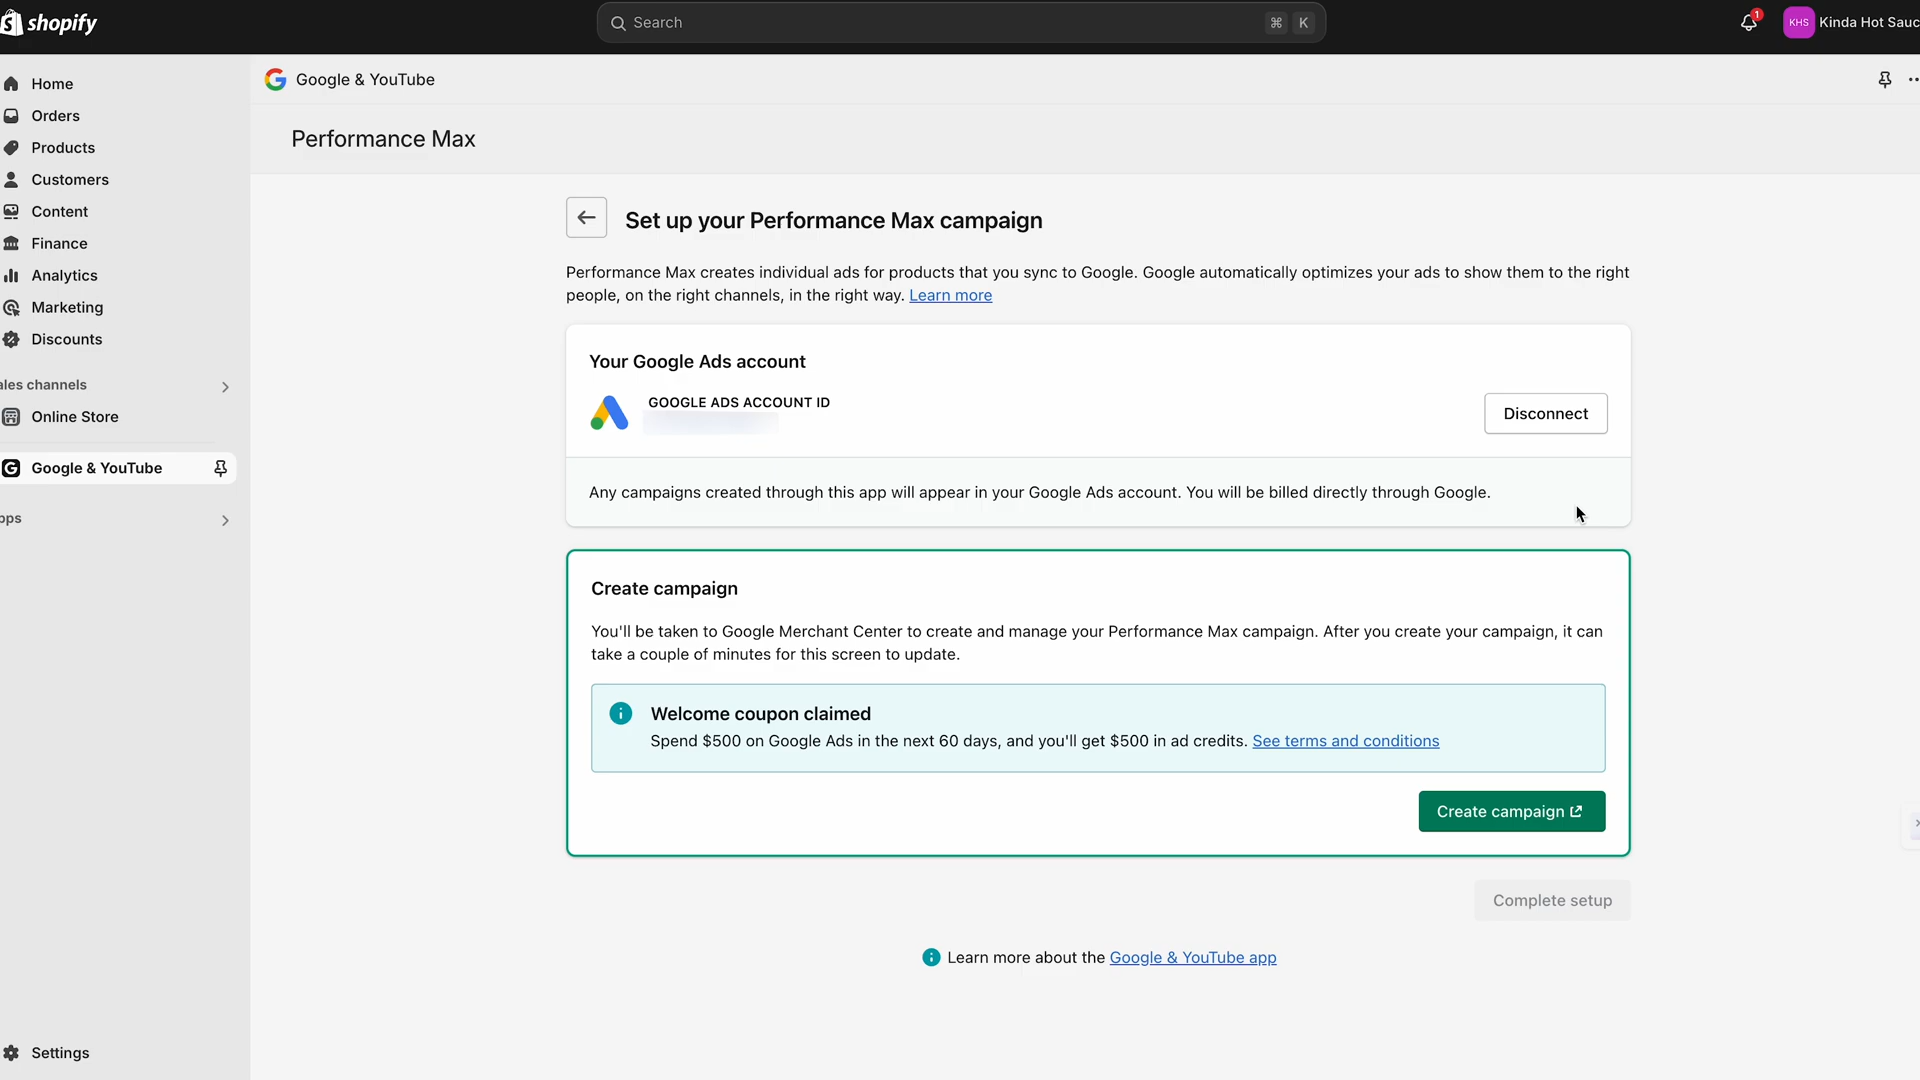 shopify
Search
⌘ K
1
KHS
Kinda Hot Sauc
Home
Orders
Products
Customers
Content
Finance
Analytics
Marketing
Discounts
ales channels
Online Store
Google & YouTube
pps
Settings
Google & YouTube
Performance Max
Set up your Performance Max campaign
Performance Max creates individual ads for products that you sync to Google. Google automatically optimizes your ads to show them to the right
people, on the right channels, in the right way. Learn more
Your Google Ads account
GOOGLE ADS ACCOUNT ID
Disconnect
Any campaigns created through this app will appear in your Google Ads account. You will be billed directly through Google.
Create campaign
You'll be taken to Google Merchant Center to create and manage your Performance Max campaign. After you create your campaign, it can
take a couple of minutes for this screen to update.
Welcome coupon claimed
Spend $500 on Google Ads in the next 60 days, and you'll get $500 in ad credits. See terms and conditions
Create campaign
Complete setup
Learn more about the Google & YouTube app